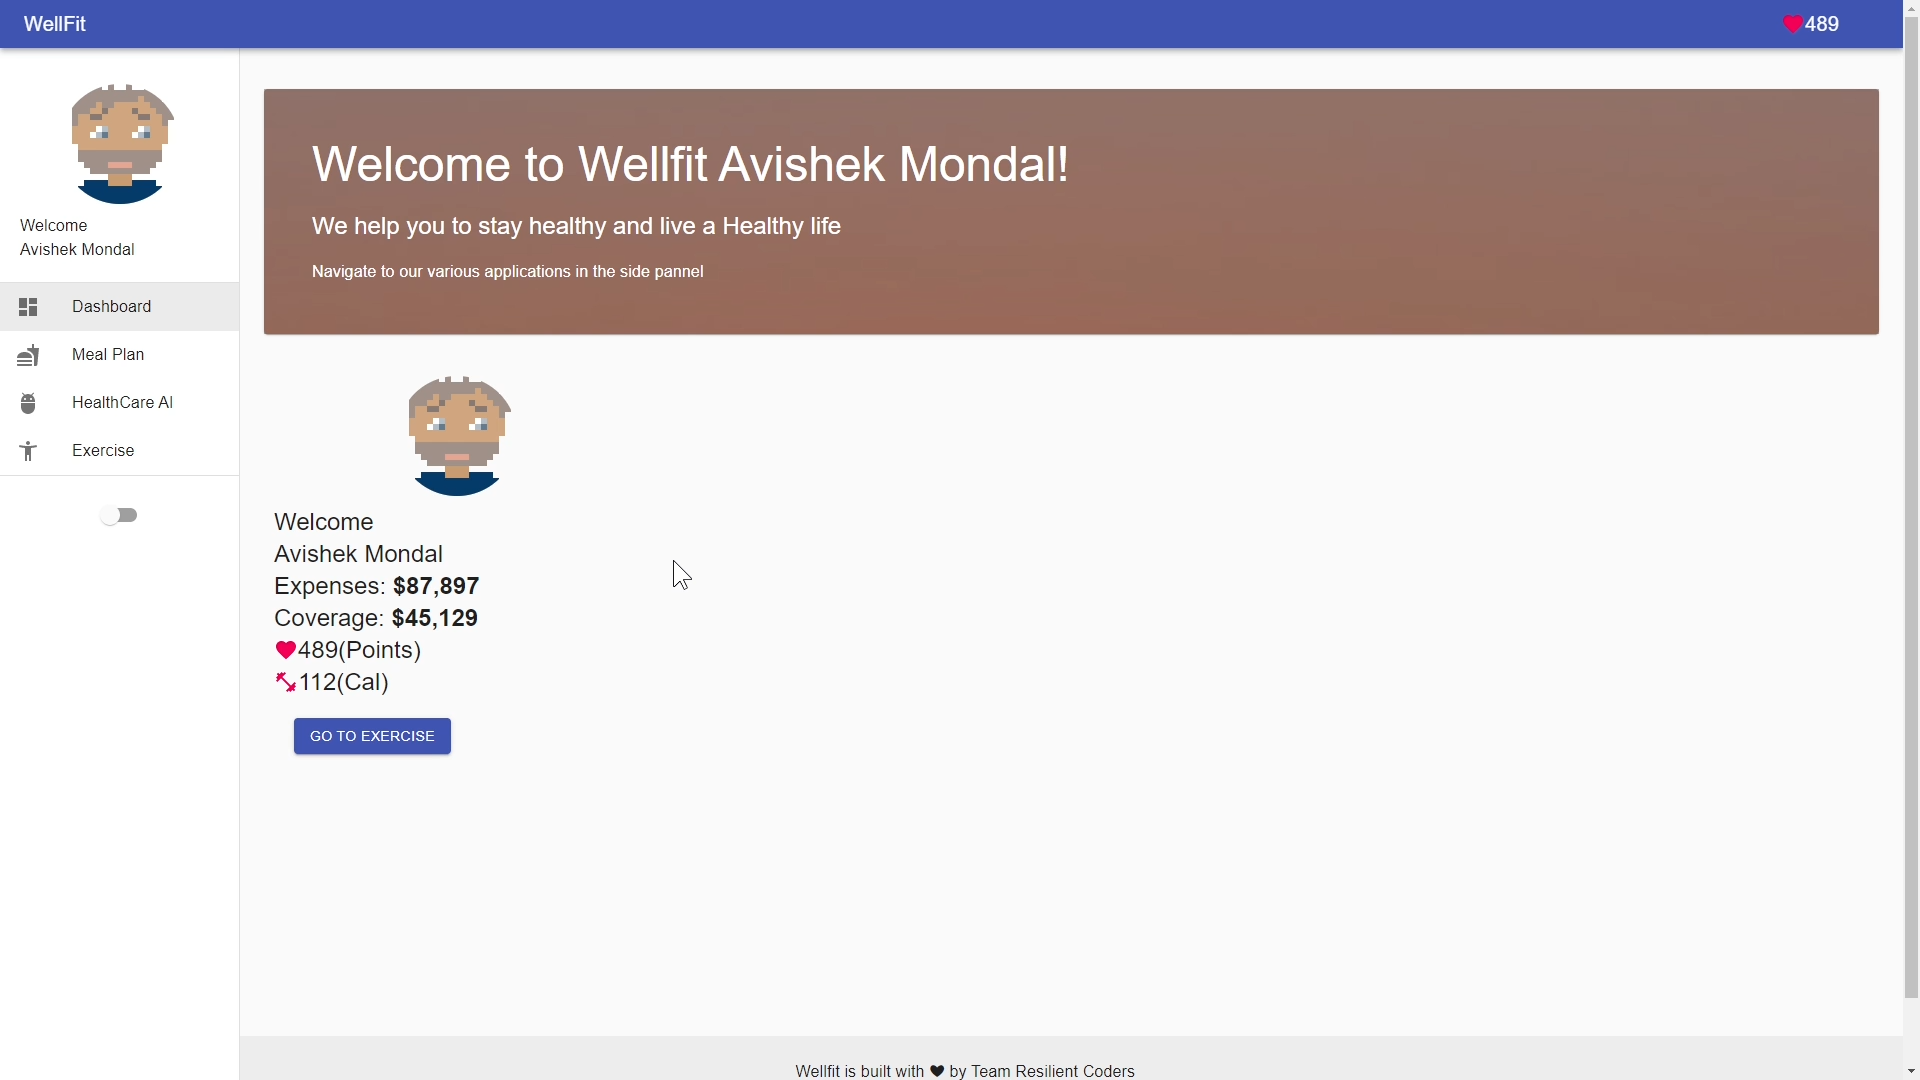 WellFit
489
Welcome
Avishek Mondal
Dashboard
Meal Plan
HealthCare AI
Exercise
Welcome to Wellfit Avishek Mondal!
We help you to stay healthy and live a Healthy life
Navigate to our various applications in the side pannel
Welcome
Avishek Mondal
Expenses: $87,897
Coverage: $45,129
489(Points)
112(Cal)
GO TO EXERCISE
Wellfit is built with ♥ by Team Resilient Coders